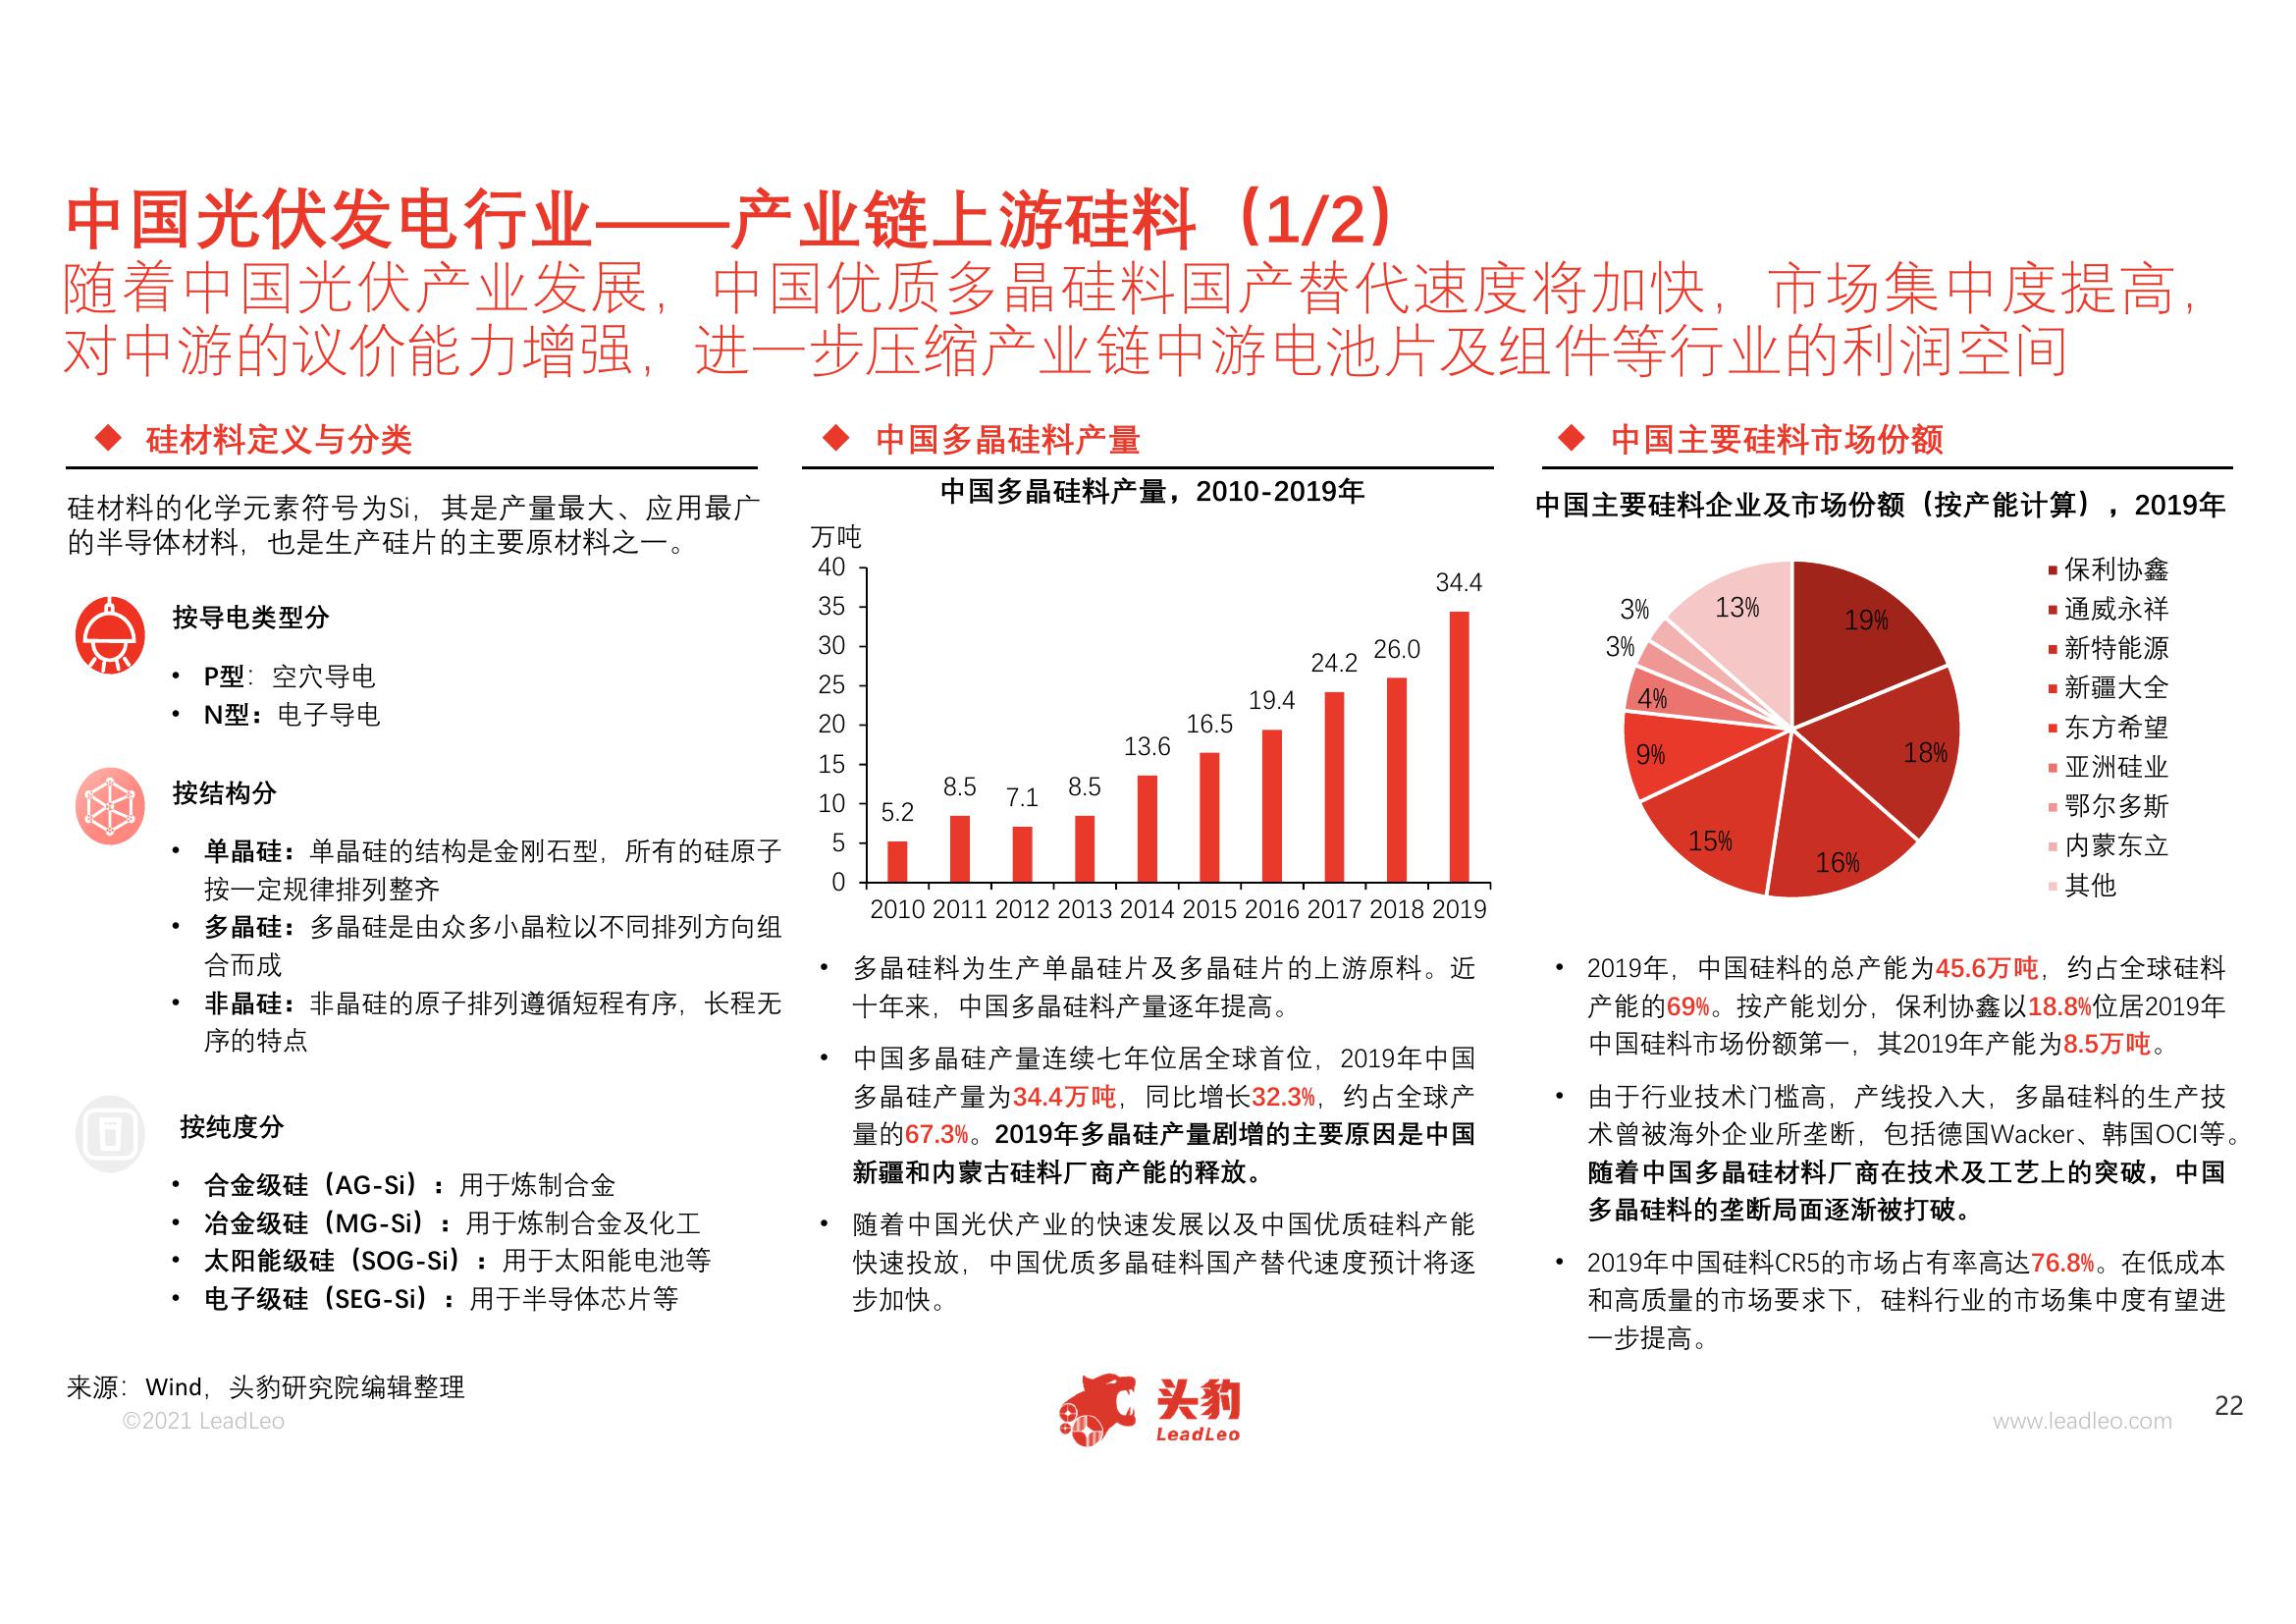 中国光伏发电行业——产业链上游硅料（1/2）
随着中国光伏产业发展，中国优质多晶硅料国产替代速度将加快，市场集中度提高，
对中游的议价能力增强，进一步压缩产业链中游电池片及组件等行业的利润空间
硅材料定义与分类
硅材料的化学元素符号为Si，其是产量最大、应用最广
的半导体材料，也是生产硅片的主要原材料之一。
按导电类型分
• P型：空穴导电
• N型：电子导电
按结构分
• 单晶硅：单晶硅的结构是金刚石型，所有的硅原子
按一定规律排列整齐
• 多晶硅：多晶硅是由众多小晶粒以不同排列方向组
合而成
• 非晶硅：非晶硅的原子排列遵循短程有序，长程无
序的特点
按纯度分
• 合金级硅（AG-Si）：用于炼制合金
• 冶金级硅（MG-Si）：用于炼制合金及化工
• 太阳能级硅（SOG-Si）：用于太阳能电池等
• 电子级硅（SEG-Si）：用于半导体芯片等
中国多晶硅料产量
中国多晶硅料产量，2010-2019年
万吨
40
35
30
25
20
15
10
5
0
5.2
8.5
7.1
8.5
13.6
16.5
19.4
24.2
26.0
34.4
2010 2011 2012 2013 2014 2015 2016 2017 2018 2019
• 多晶硅料为生产单晶硅片及多晶硅片的上游原料。近
十年来，中国多晶硅料产量逐年提高。
• 中国多晶硅产量连续七年位居全球首位，2019年中国
多晶硅产量为34.4万吨，同比增长32.3%，约占全球产
量的67.3%。2019年多晶硅产量剧增的主要原因是中国
新疆和内蒙古硅料厂商产能的释放。
• 随着中国光伏产业的快速发展以及中国优质硅料产能
快速投放，中国优质多晶硅料国产替代速度预计将逐
步加快。
中国主要硅料市场份额
中国主要硅料企业及市场份额（按产能计算），2019年
19%
18%
16%
15%
9%
4%
3%
3%
13%
保利协鑫
通威永祥
新特能源
新疆大全
东方希望
亚洲硅业
鄂尔多斯
内蒙东立
其他
• 2019年，中国硅料的总产能为45.6万吨，约占全球硅料
产能的69%。按产能划分，保利协鑫以18.8%位居2019年
中国硅料市场份额第一，其2019年产能为8.5万吨。
• 由于行业技术门槛高，产线投入大，多晶硅料的生产技
术曾被海外企业所垄断，包括德国Wacker、韩国OCI等。
随着中国多晶硅材料厂商在技术及工艺上的突破，中国
多晶硅料的垄断局面逐渐被打破。
• 2019年中国硅料CR5的市场占有率高达76.8%。在低成本
和高质量的市场要求下，硅料行业的市场集中度有望进
一步提高。
来源：Wind，头豹研究院编辑整理
©2021 LeadLeo
头豹
LeadLeo
www.leadleo.com
22